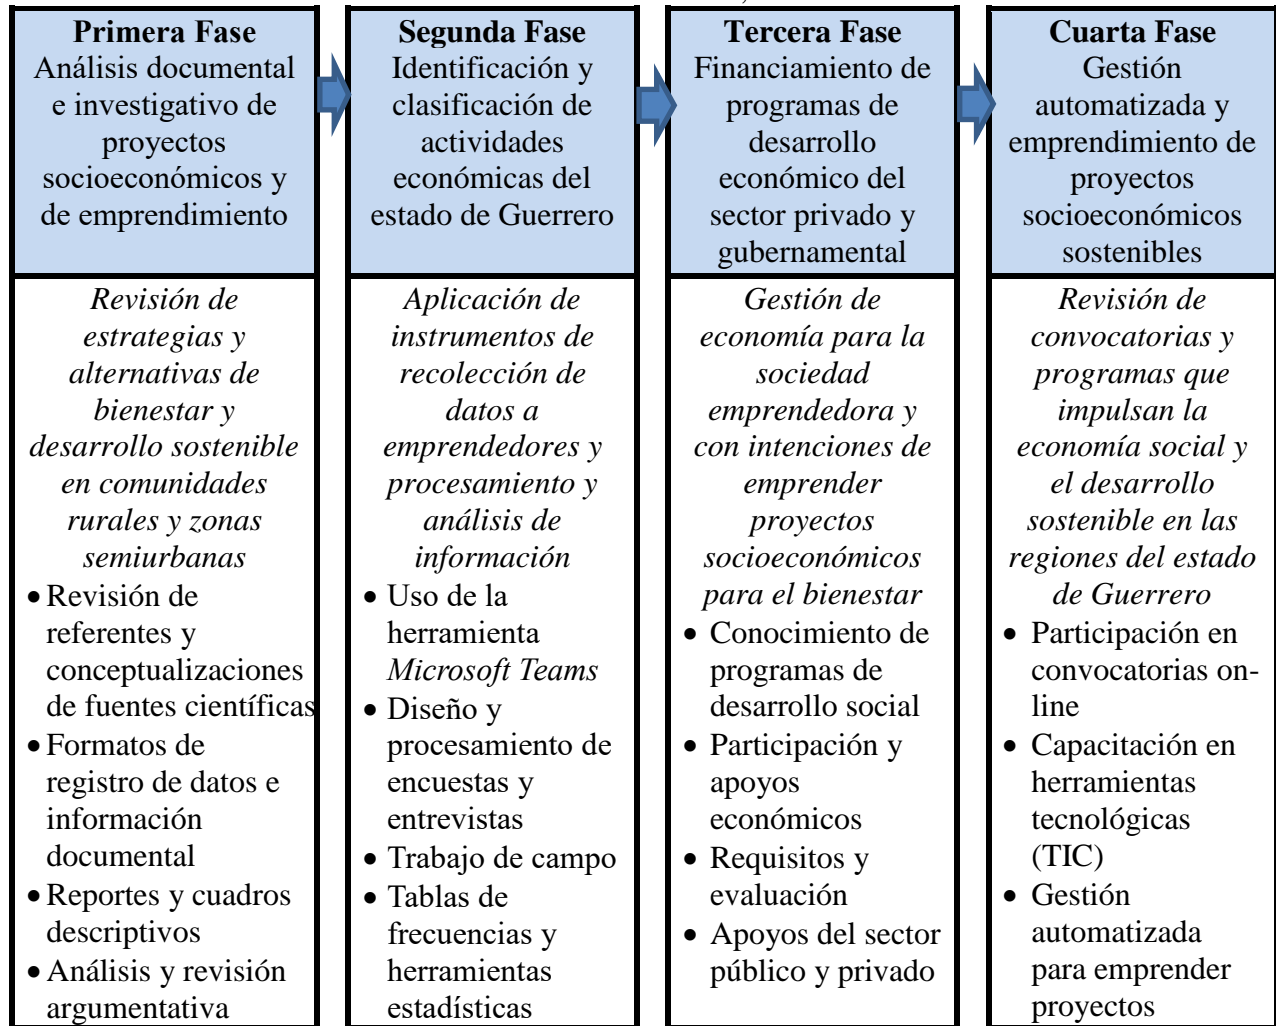 Primera Fase
Análisis documental
e investigativo de
proyectos
socioeconómicos y
de emprendimiento
Revisión de
estrategias y
alternativas de
bienestar y
desarrollo sostenible
en comunidades
rurales y zonas
semiurbanas
• Revisión de
referentes y
conceptualizaciones
de fuentes científicas
• Formatos de
registro de datos e
información
documental
• Reportes y cuadros
descriptivos
• Análisis y revisión
argumentativa
Segunda Fase
Identificación y
clasificación de
actividades
económicas del
estado de Guerrero
Aplicación de
instrumentos de
recolección de
datos a
emprendedores y
procesamiento y
análisis de
información
• Uso de la
herramienta
Microsoft Teams
• Diseño y
procesamiento de
encuestas y
entrevistas
• Trabajo de campo
• Tablas de
frecuencias y
herramientas
estadísticas
Tercera Fase
Financiamiento de
programas de
desarrollo
económico del
sector privado y
gubernamental
Gestión de
economía para la
sociedad
emprendedora y
con intenciones de
emprender
proyectos
socioeconómicos
para el bienestar
• Conocimiento de
programas de
desarrollo social
• Participación y
apoyos
económicos
• Requisitos y
evaluación
• Apoyos del sector
público y privado
Cuarta Fase
Gestión
automatizada y
emprendimiento de
proyectos
socioeconómicos
sostenibles
Revisión de
convocatorias y
programas que
impulsan la
economía social y
el desarrollo
sostenible en las
regiones del estado
de Guerrero
• Participación en
convocatorias on-
line
• Capacitación en
herramientas
tecnológicas
(TIC)
• Gestión
automatizada
para emprender
proyectos